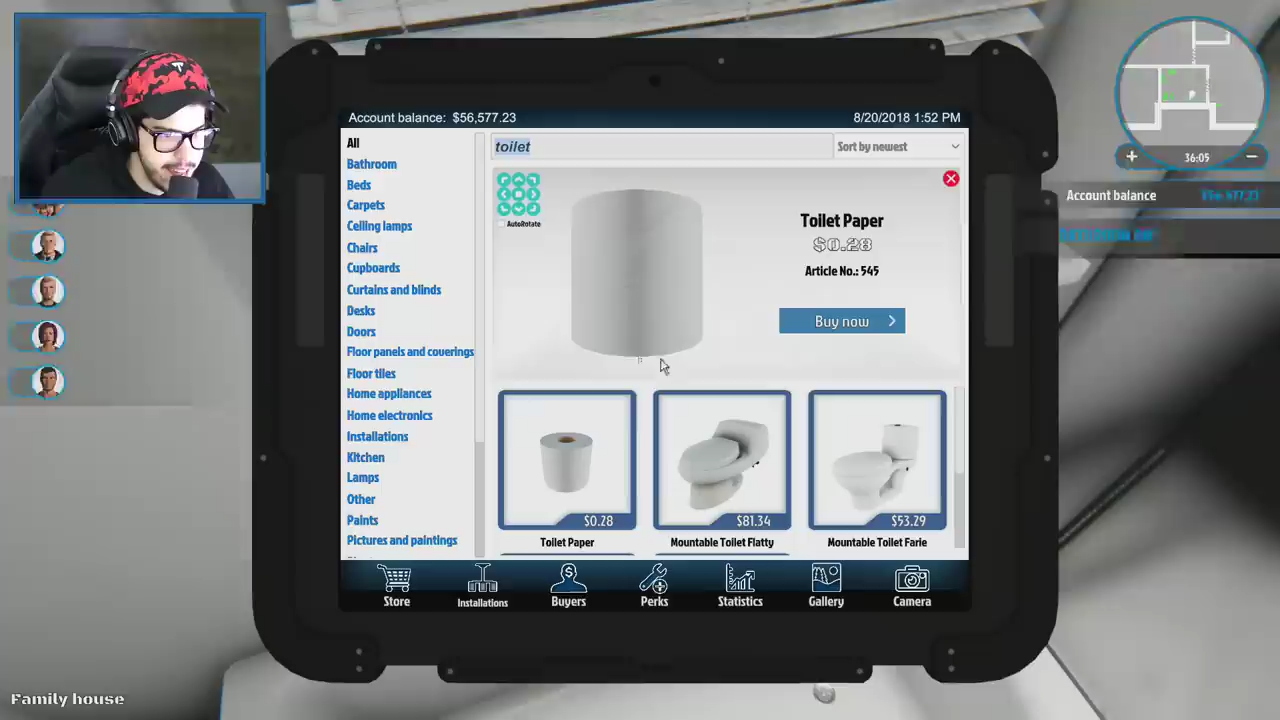 Account balance: $56,577.23
8/20/2018 1:52 PM
All
Bathroom
Beds
Carpets
Ceiling lamps
Chairs
Cupboards
Curtains and blinds
Desks
Doors
Floor panels and coverings
Floor tiles
Home appliances
Home electronics
Installations
Kitchen
Lamps
Other
Paints
Pictures and paintings
toilet
Sort by newest
AutoRotate
Toilet Paper
$0.28
Article No.: 545
Buy now
$0.28
$81.34
$53.29
Toilet Paper
Mountable Toilet Flatty
Mountable Toilet Farie
Store
Installations
Buyers
Perks
Statistics
Gallery
Camera
36:05
Account balance
Family house